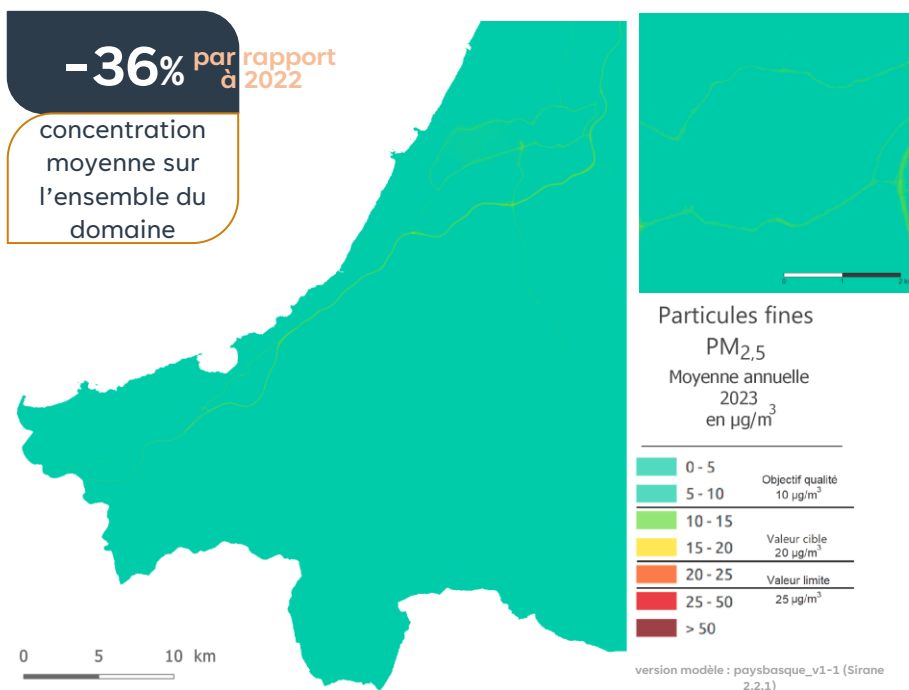 -36% par rapport
à 2022
concentration
moyenne sur
l'ensemble du
domaine
0 1 2 k
Particules fines
PM2,5
Moyenne annuelle
2023
en µg/m³
0 - 5
5 - 10
Objectif qualité
10 µg/m³
10 - 15
15 - 20
Valeur cible
20 µg/m³
20 - 25
Valeur limite
25 - 50
25 µg/m³
> 50
0 5 10 km
version modèle : paysbasque_v1-1 (Sirane
2.2.1)